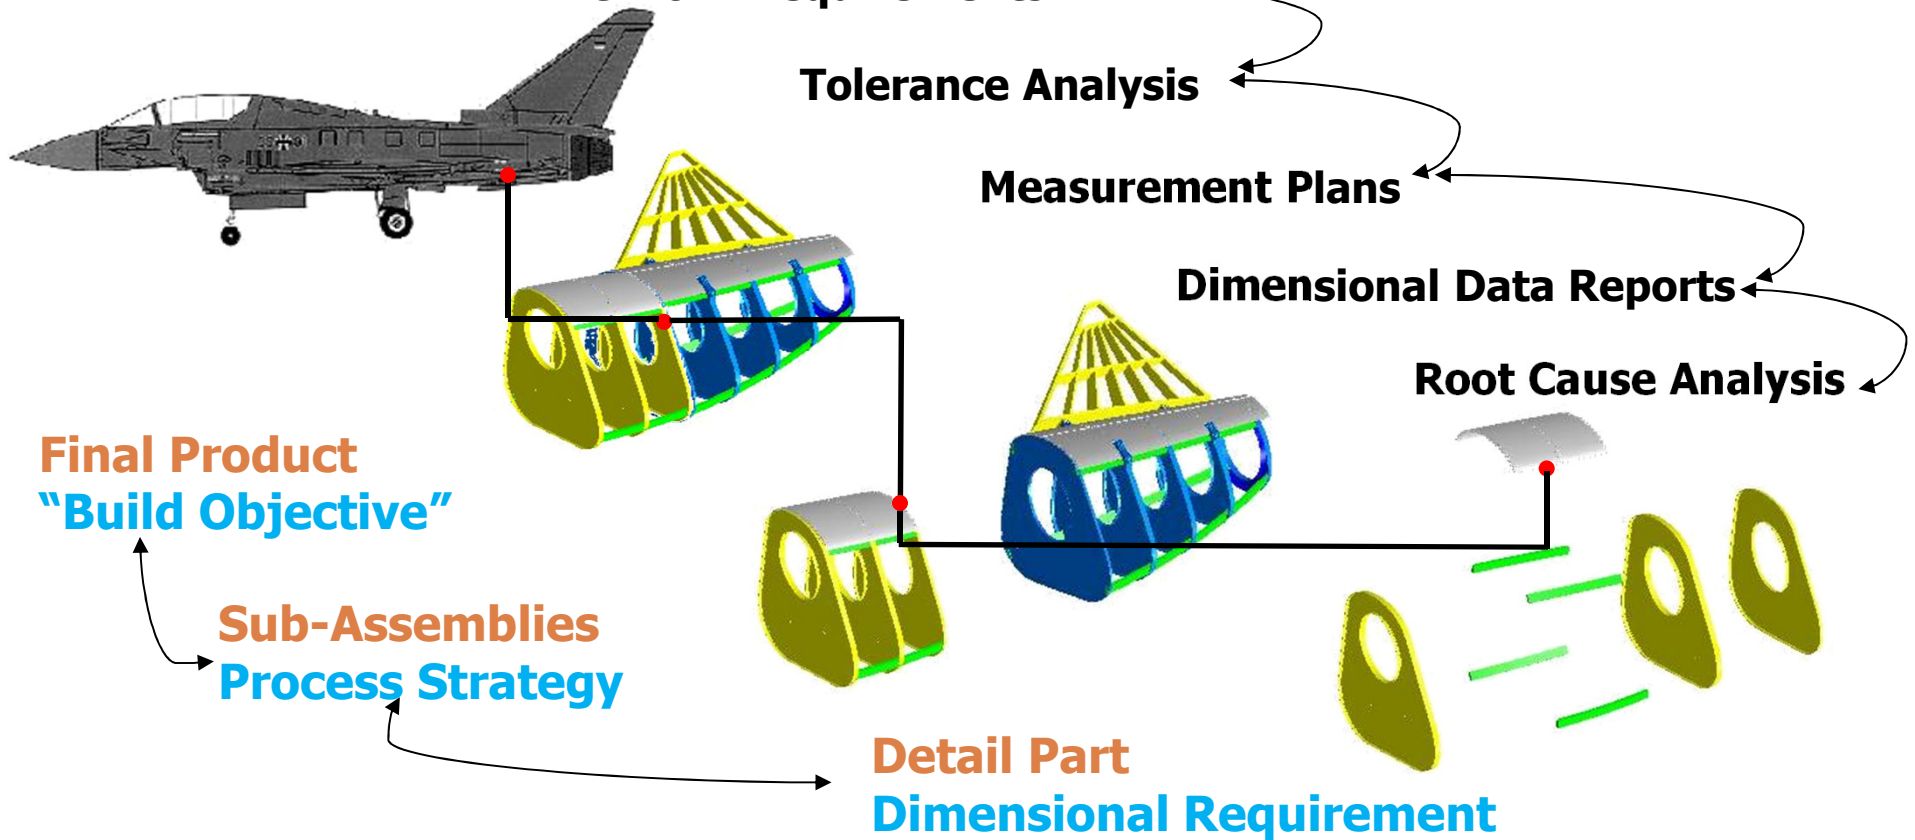 Tolerance Analysis
Measurement Plans
Dimensional Data Reports
Root Cause Analysis
Final Product
“Build Objective”
Sub-Assemblies
Process Strategy
Detail Part
Dimensional Requirement